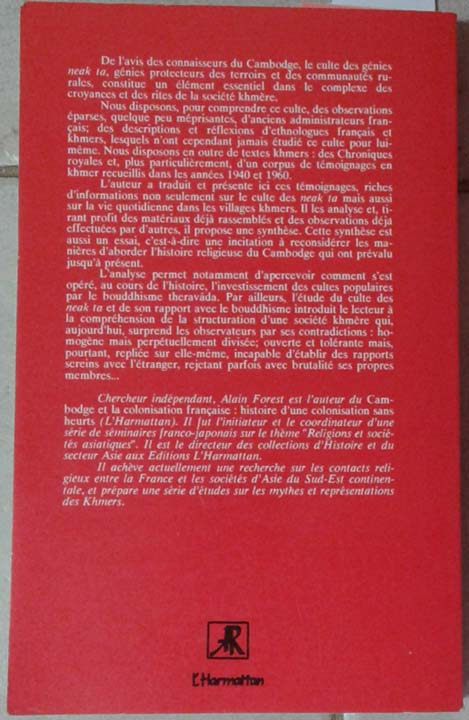 De l'avis des connaisseurs du Cambodge, le culte des génies
neak ta, génies protecteurs des terroirs et des communautés ru-
rales, constitue un élément essentiel dans le complexe des
croyances et des rites de la société khmère.
Nous disposons, pour comprendre ce culte, des observations
éparses, quelque peu méprisantes, d'anciens administrateurs fran-
çais; des descriptions et réflexions d'ethnologues français et
khmers, lesquels n'ont cependant jamais étudié ce culte pour lui-
même. Nous disposons en outre de textes khmers : des Chroniques
royales et, plus particulièrement, d'un corpus de témoignages en
khmer recueillis dans les années 1940 et 1960.
L'auteur a traduit et présente ici ces témoignages, riches
d'informations non seulement sur le culte des neak ta mais aussi
sur la vie quotidienne dans les villages khmers. Il les analyse et, ti-
rant profit des matériaux déjà rassemblés et des observations déjà
effectuées par d'autres, il propose une synthèse. Cette synthèse est
aussi un essai, c'est-à-dire une incitation à reconsidérer les ma-
nières d'aborder l'histoire religieuse du Cambodge qui ont prévalu
jusqu'à présent.
L'analyse permet notamment d'apercevoir comment s'est
opéré, au cours de l'histoire, l'investissement des cultes populaires
par le bouddhisme theravâda. Par ailleurs, l'étude du culte des
neak ta et de son rapport avec le bouddhisme introduit le lecteur à
la compréhension de la structuration d'une société khmère qui,
aujourd'hui, surprend les observateurs par ses contradictions : ho-
mogène mais perpétuellement divisée; ouverte et tolérante mais,
pourtant, repliée sur elle-même, incapable d'établir des rapports
sereins avec l'étranger, rejetant parfois avec brutalité ses propres
membres...
Chercheur indépendant, Alain Forest est l'auteur du Cam-
bodge et la colonisation française : histoire d'une colonisation sans
heurts (L'Harmattan). Il fut l'initiateur et le coordinateur d'une
série de séminaires franco-japonais sur le thème "Religions et socié-
tés asiatiques". Il est le directeur des collections d'Histoire et du
secteur Asie aux Editions L'Harmattan.
Il achève actuellement une recherche sur les contacts reli-
gieux entre la France et les sociétés d'Asie du Sud-Est continen-
tale, et prépare une série d'études sur les mythes et représentations
des Khmers.
L'Harmattan